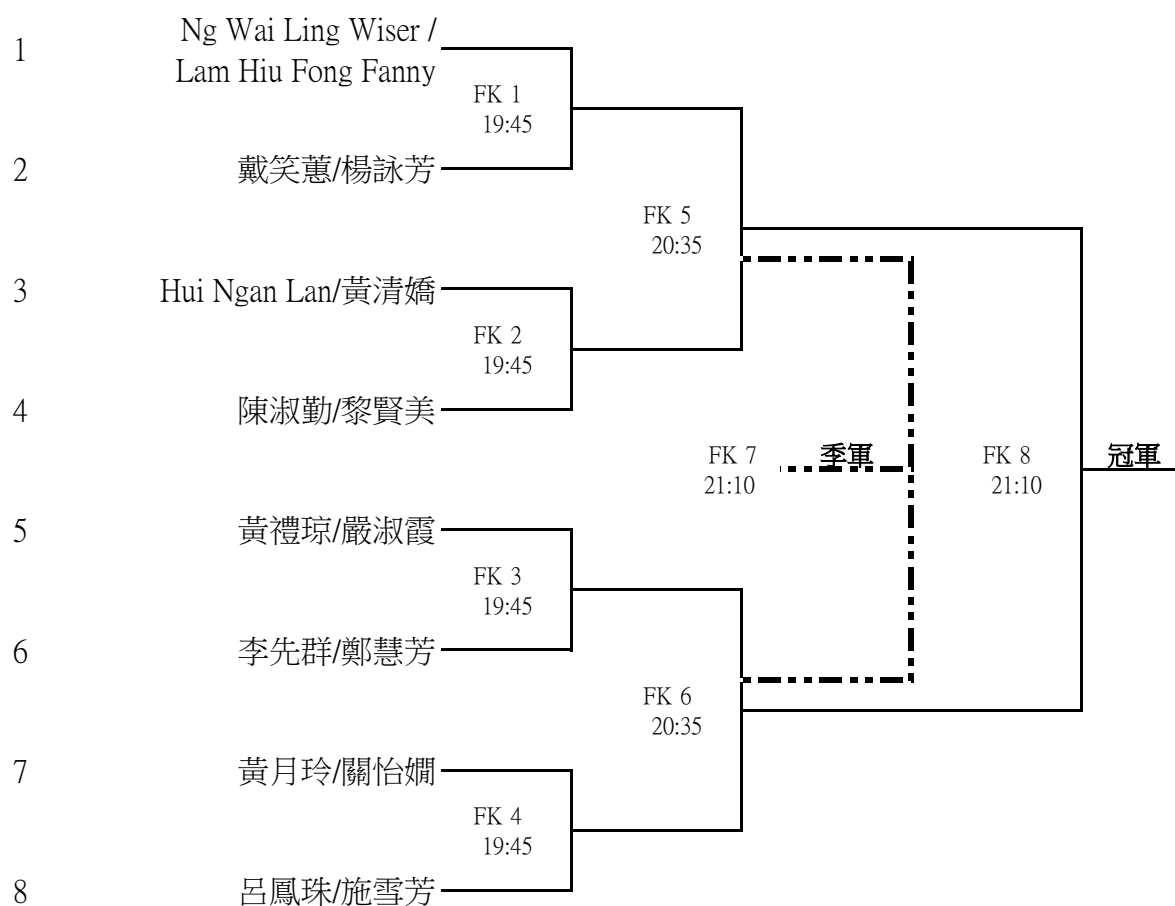 1
Ng Wai Ling Wiser /
Lam Hiu Fong Fanny
FK 1
19:45
2
戴笑蕙/楊詠芳
FK 5
20:35
3
Hui Ngan Lan/黃清嬌
FK 2
19:45
4
陳淑勤/黎賢美
FK 7
21:10
季軍
FK 8
21:10
冠軍
5
黃禮琼/嚴淑霞
FK 3
19:45
6
李先群/鄭慧芳
FK 6
20:35
7
黃月玲/關怡嫺
FK 4
19:45
8
呂鳳珠/施雪芳